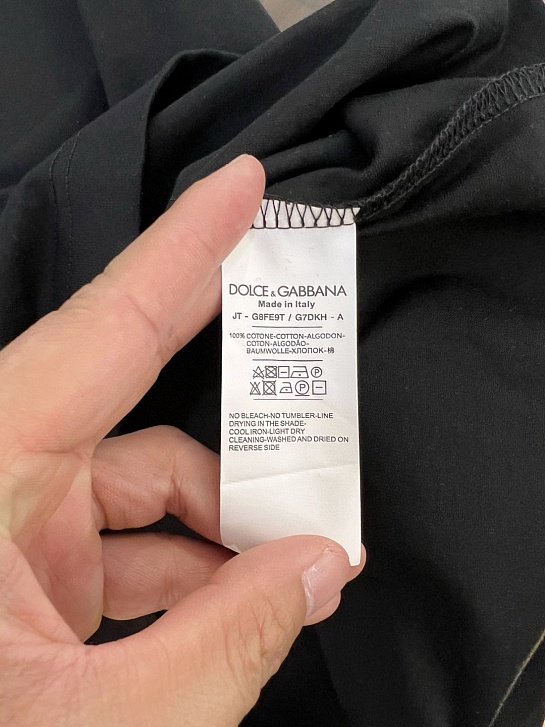 DOLCE & GABBANA
Made in Italy
JT - G8FE9T / G7DKH - A
100% COTONE-COTTON-ALGODON-
COTON-ALGODÃO-
BAUMWOLLE-ХЛОПОК-棉
NO BLEACH-NO TUMBLER-LINE
DRYING IN THE SHADE-
COOL IRON-LIGHT DRY
CLEANING-WASHED AND DRIED ON
REVERSE SIDE